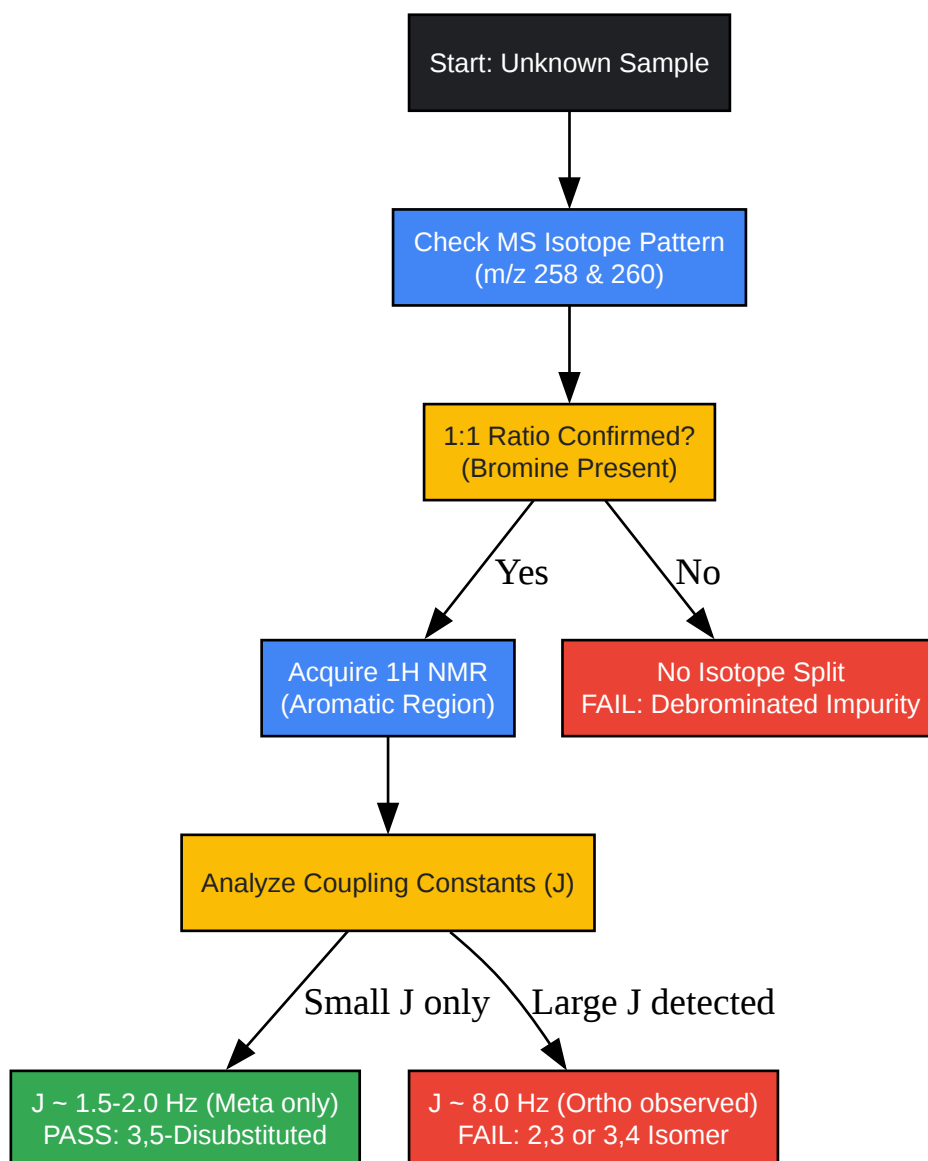 Start: Unknown Sample
Check MS Isotope Pattern
(m/z 258 & 260)
1:1 Ratio Confirmed?
(Bromine Present)
Yes
No
Acquire 1H NMR
(Aromatic Region)
No Isotope Split
FAIL: Debrominated Impurity
Analyze Coupling Constants (J)
Small J only
Large J detected
J ~ 1.5-2.0 Hz (Meta only)
PASS: 3,5-Disubstituted
J ~ 8.0 Hz (Ortho observed)
FAIL: 2,3 or 3,4 Isomer